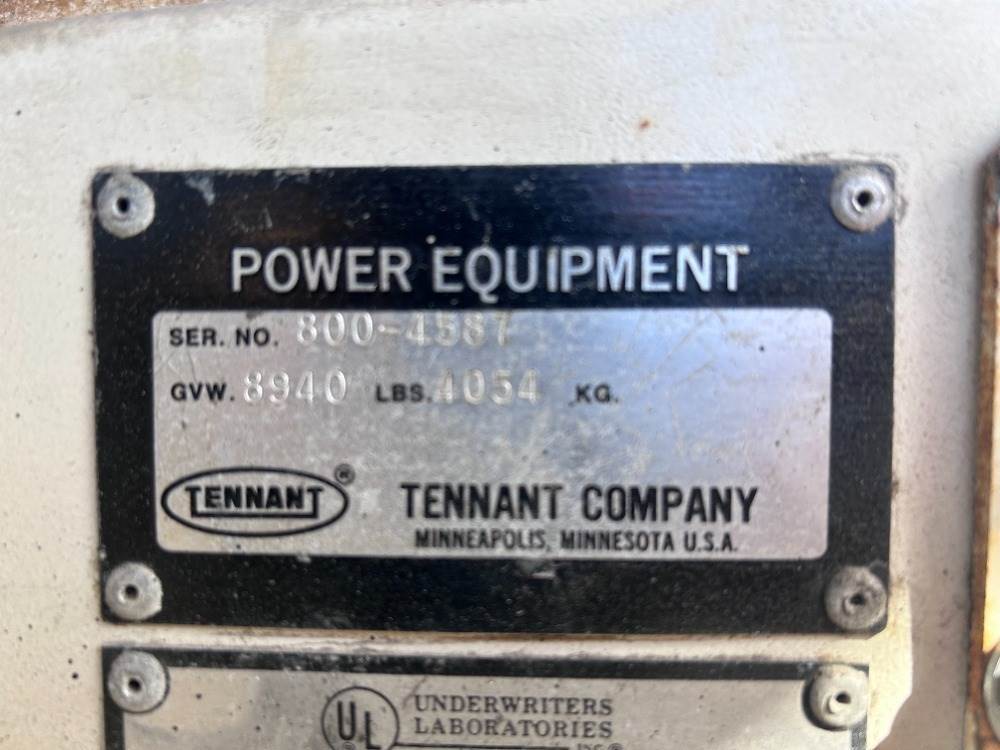 POWER EQUIPMENT
SER. NO. 800-4587
GVW. 8940 LBS. 4054 KG.
TENNANT ®
TENNANT COMPANY
MINNEAPOLIS, MINNESOTA U.S.A.
UL ®
UNDERWRITERS
LABORATORIES
INC.®